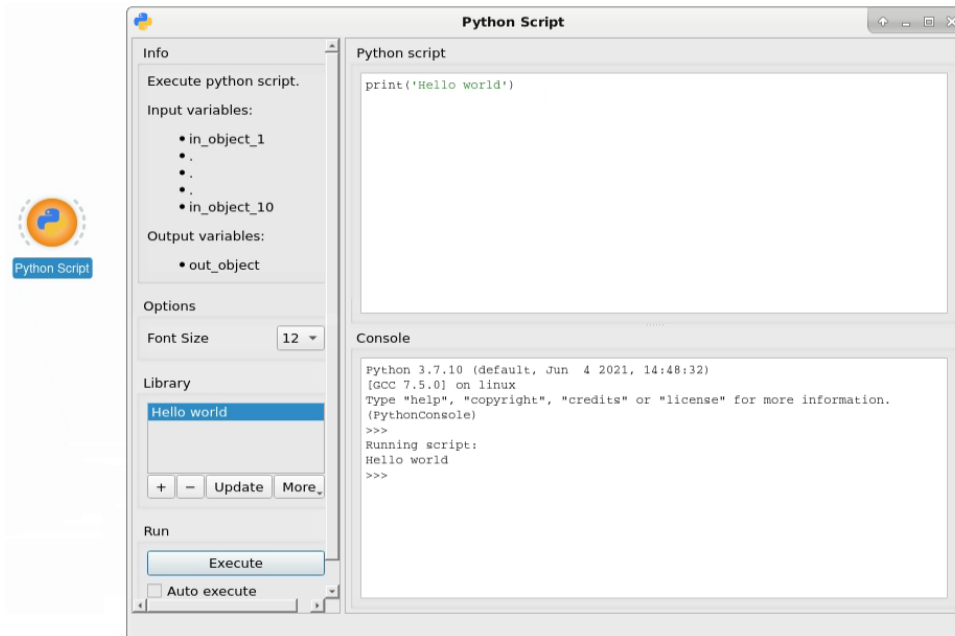 Python Script
Python Script
Info
Execute python script.
Input variables:
• in_object_1
• .
• .
• .
• in_object_10
Output variables:
• out_object
Options
Font Size 12
Library
Hello world
+ − Update More
Run
Execute
Auto execute
Python script
print('Hello world')
Console
Python 3.7.10 (default, Jun  4 2021, 14:48:32)
[GCC 7.5.0] on linux
Type "help", "copyright", "credits" or "license" for more information.
(PythonConsole)
>>>
Running script:
Hello world
>>>